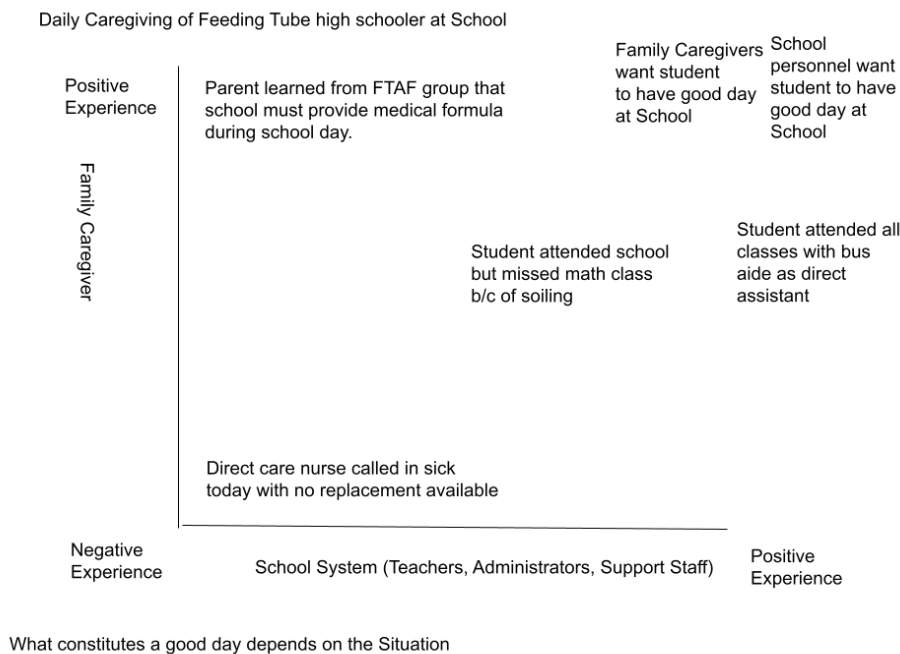 Daily Caregiving of Feeding Tube high schooler at School
Positive
Experience
Parent learned from FTAF group that
school must provide medical formula
during school day.
Family Caregivers
want student
to have good day
at School
School
personnel want
student to have
good day at
School
Family Caregiver
Student attended school
but missed math class
b/c of soiling
Student attended all
classes with bus
aide as direct
assistant
Direct care nurse called in sick
today with no replacement available
Negative
Experience
School System (Teachers, Administrators, Support Staff)
Positive
Experience
What constitutes a good day depends on the Situation